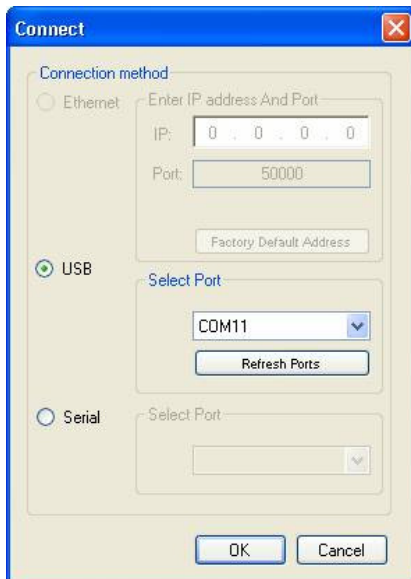 Connect
Connection method
Ethernet
Enter IP address And Port
IP: 0 . 0 . 0 . 0
Port: 50000
Factory Default Address
USB
Select Port
COM11
Refresh Ports
Serial
Select Port
OK Cancel